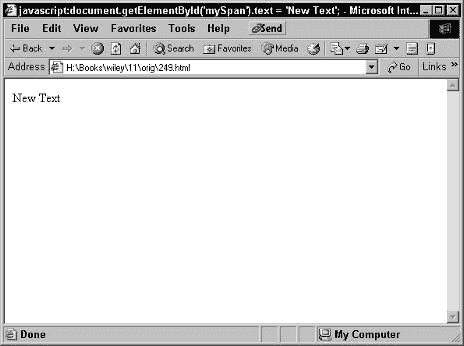 javascript:document.getElementById('mySpan').text = 'New Text'; - Microsoft Int...
File Edit View Favorites Tools Help Send
Back Search Favorites Media
Address H:\Books\wiley\11\orig\249.html Go Links »
New Text
Done My Computer